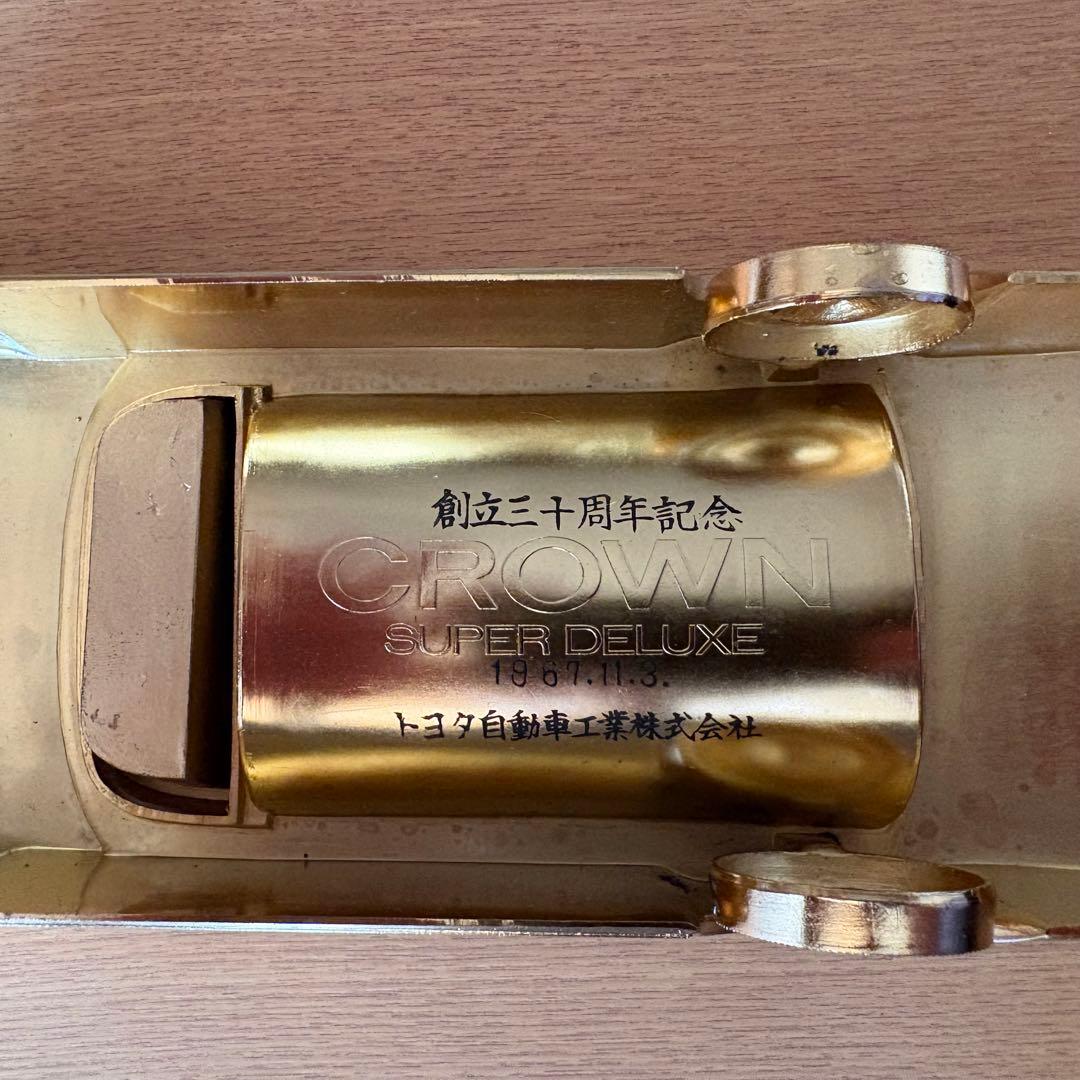 創立三十周年記念
CROWN
SUPER DELUXE
1967.11.3.
トヨタ自動車工業株式会社